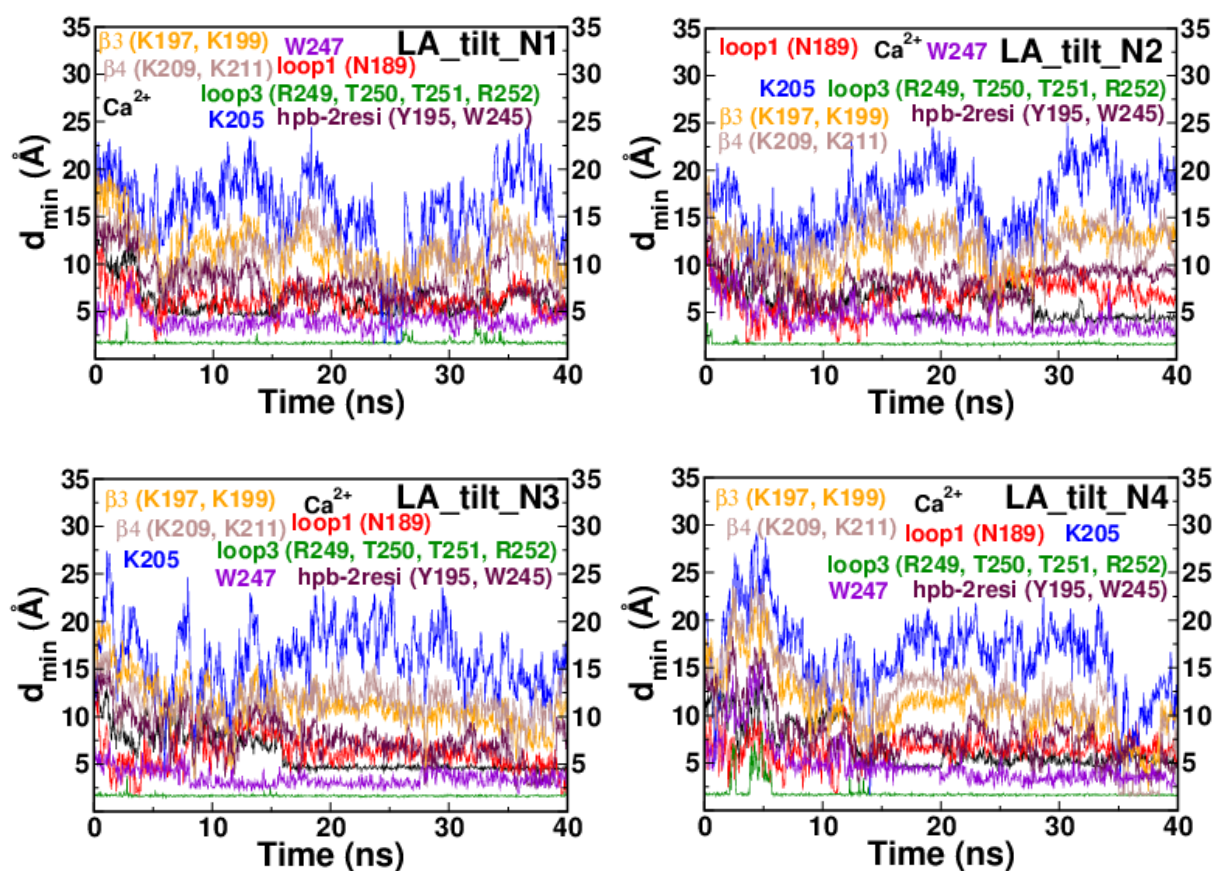 β3 (K197, K199) W247 LA_tilt_N1
β4 (K209, K211) loop1 (N189)
Ca²⁺ loop3 (R249, T250, T251, R252)
K205 hpb-2resi (Y195, W245)
d_min (Å)
35 30 25 20 15 10 5
35 30 25 20 15 10 5
0 10 20 30 40
Time (ns)
loop1 (N189) Ca²⁺ W247 LA_tilt_N2
K205 loop3 (R249, T250, T251, R252)
β3 (K197, K199) hpb-2resi (Y195, W245)
β4 (K209, K211)
d_min (Å)
35 30 25 20 15 10 5
35 30 25 20 15 10 5
0 10 20 30 40
Time (ns)
β3 (K197, K199) Ca²⁺ LA_tilt_N3
β4 (K209, K211) loop1 (N189)
K205 loop3 (R249, T250, T251, R252)
W247 hpb-2resi (Y195, W245)
d_min (Å)
35 30 25 20 15 10 5
35 30 25 20 15 10 5
0 10 20 30 40
Time (ns)
β3 (K197, K199) Ca²⁺ LA_tilt_N4
β4 (K209, K211) loop1 (N189) K205
loop3 (R249, T250, T251, R252)
W247 hpb-2resi (Y195, W245)
d_min (Å)
35 30 25 20 15 10 5
35 30 25 20 15 10 5
0 10 20 30 40
Time (ns)